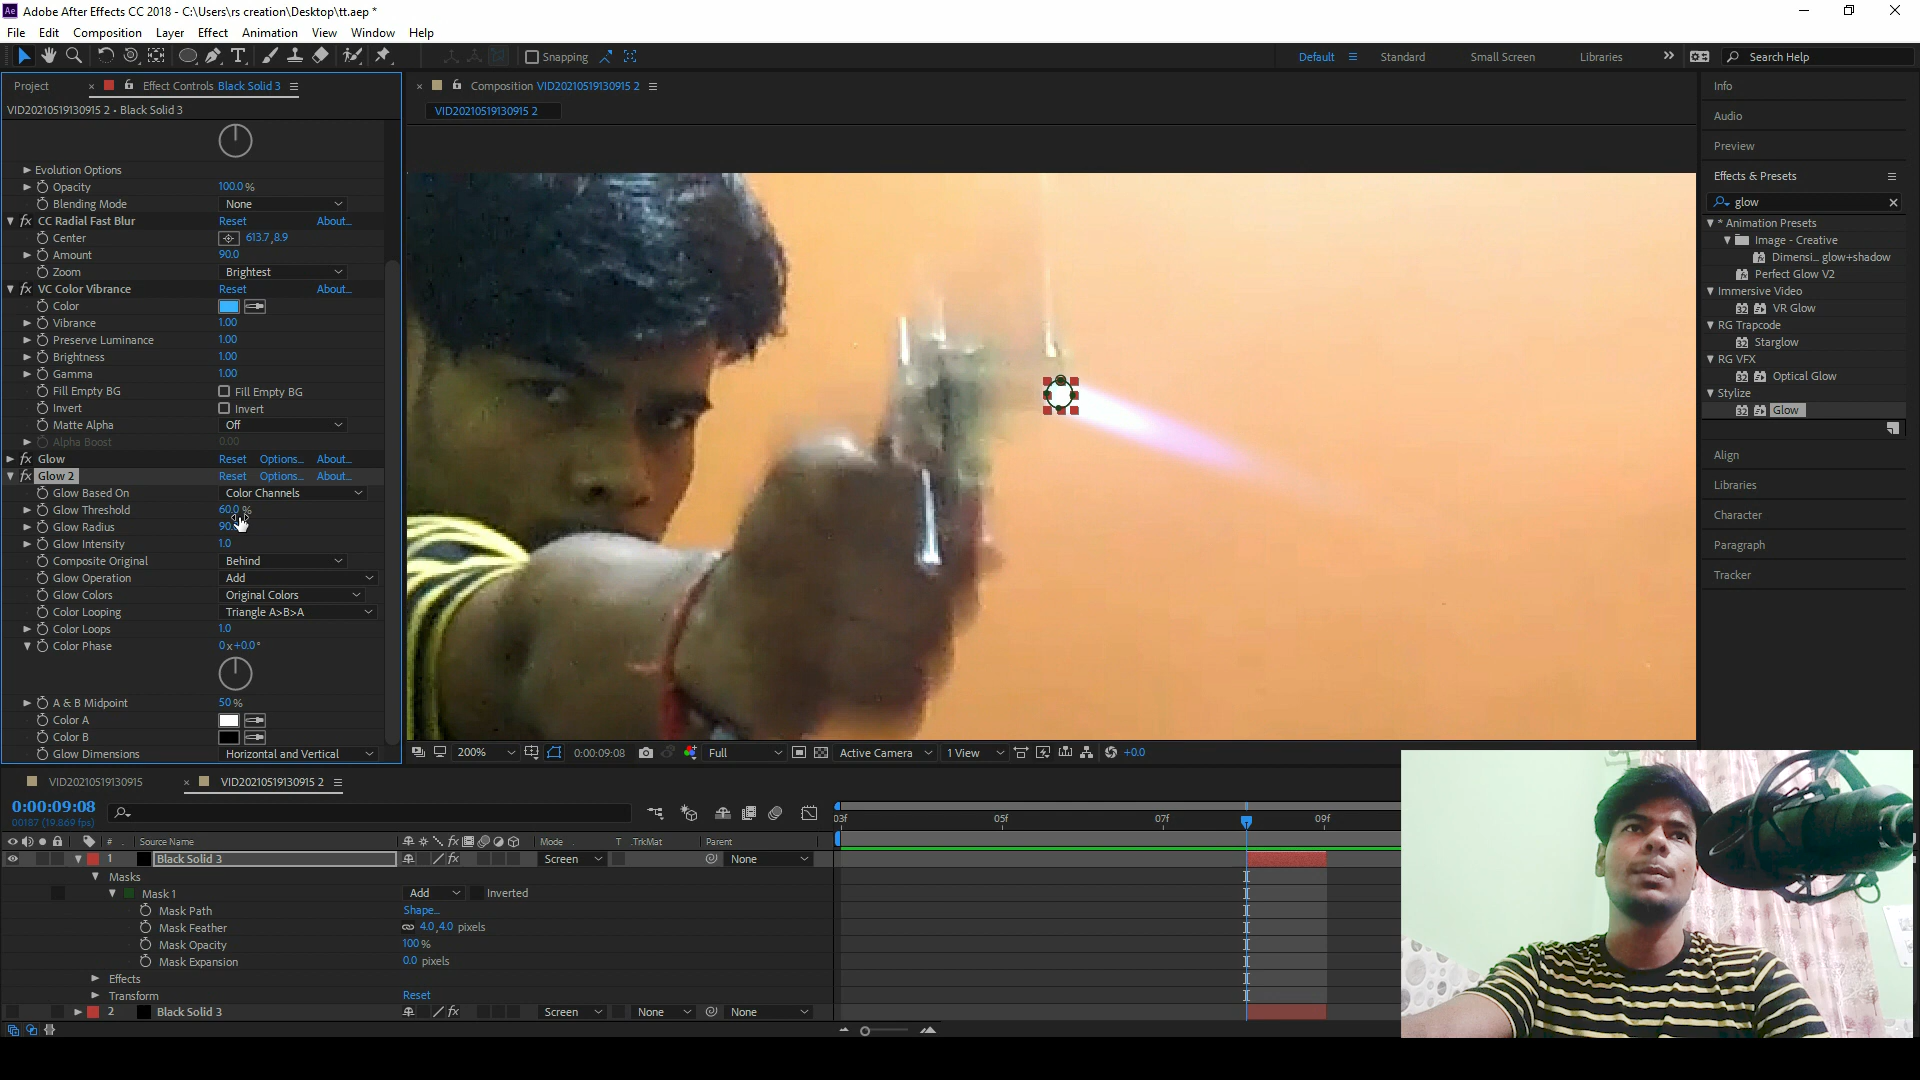 Adobe After Effects CC 2018 - C:\Users\rs creation\Desktop\tt.aep *
File Edit Composition Layer Effect Animation View Window Help
Snapping Default Standard Small Screen Libraries Search Help
Project Effect Controls Black Solid 3
VID20210519130915 2 • Black Solid 3
Evolution Options
Opacity 100.0 %
Blending Mode None
CC Radial Fast Blur Reset About...
Center 613.7,8.9
Amount 90.0
Zoom Brightest
VC Color Vibrance Reset About...
Color
Vibrance 1.00
Preserve Luminance 1.00
Brightness 1.00
Gamma 1.00
Fill Empty BG Fill Empty BG
Invert Invert
Matte Alpha Off
Alpha Boost 0.00
Glow Reset Options... About...
Glow 2 Reset Options... About...
Glow Based On Color Channels
Glow Threshold 60.0 %
Glow Radius
Glow Intensity 1.0
Composite Original Behind
Glow Operation Add
Glow Colors Original Colors
Color Looping Triangle A>B>A
Color Loops 1.0
Color Phase 0x+0.0°
A & B Midpoint 50 %
Color A
Color B
Glow Dimensions Horizontal and Vertical
Composition VID20210519130915 2
VID20210519130915 2
200% 0:00:09:08 Full Active Camera 1 View +0.0
Info
Audio
Preview
Effects & Presets
glow
* Animation Presets
Image - Creative
Dimensi... glow+shadow
Perfect Glow V2
Immersive Video
32 VR Glow
RG Trapcode
32 Starglow
RG VFX
32 Optical Glow
Stylize
32 Glow
Align
Libraries
Character
Paragraph
Tracker
VID20210519130915 VID20210519130915 2
0:00:09:08
00187 (19.869 fps)
# Source Name Mode T .TrkMat Parent
03f 05f 07f 09f
1 Black Solid 3 Screen None
Masks
Mask 1 Add Inverted
Mask Path Shape...
Mask Feather 4.0,4.0 pixels
Mask Opacity 100 %
Mask Expansion 0.0 pixels
Effects
Transform Reset
2 Black Solid 3 Screen None None